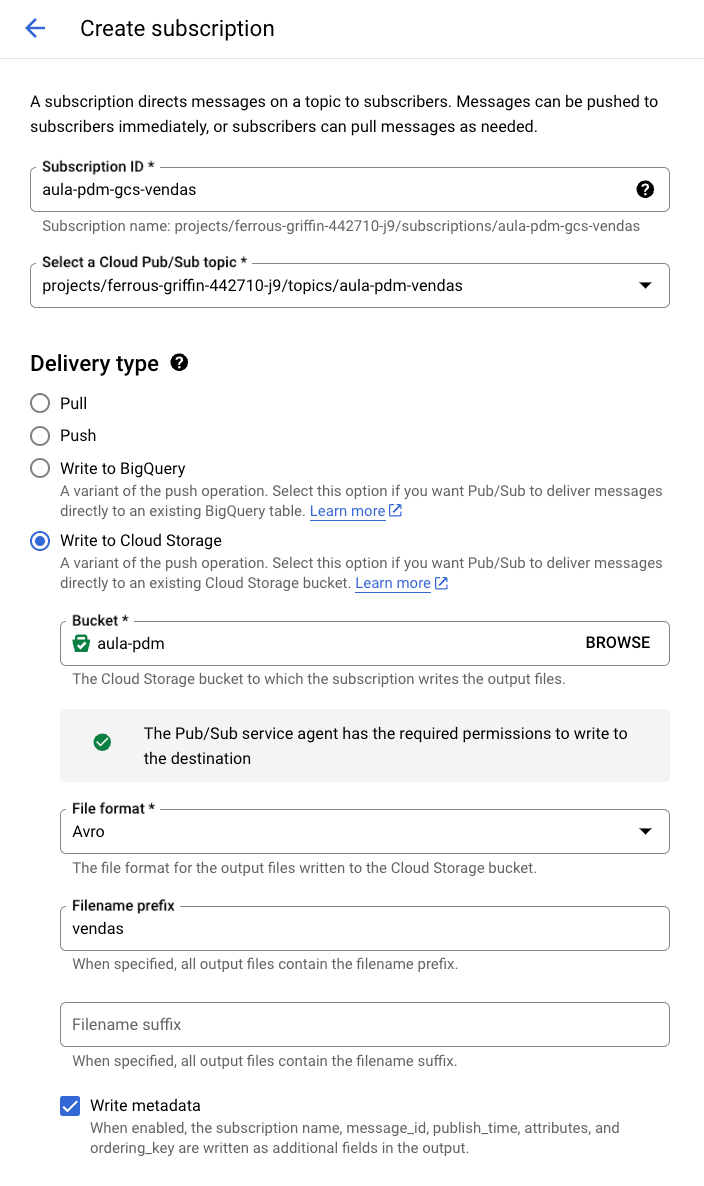 Create subscription
A subscription directs messages on a topic to subscribers. Messages can be pushed to
subscribers immediately, or subscribers can pull messages as needed.
Subscription ID *
aula-pdm-gcs-vendas
Subscription name: projects/ferrous-griffin-442710-j9/subscriptions/aula-pdm-gcs-vendas
Select a Cloud Pub/Sub topic *
projects/ferrous-griffin-442710-j9/topics/aula-pdm-vendas
Delivery type
Pull
Push
Write to BigQuery
A variant of the push operation. Select this option if you want Pub/Sub to deliver messages
directly to an existing BigQuery table. Learn more
Write to Cloud Storage
A variant of the push operation. Select this option if you want Pub/Sub to deliver messages
directly to an existing Cloud Storage bucket. Learn more
Bucket *
aula-pdm BROWSE
The Cloud Storage bucket to which the subscription writes the output files.
The Pub/Sub service agent has the required permissions to write to
the destination
File format *
Avro
The file format for the output files written to the Cloud Storage bucket.
Filename prefix
vendas
When specified, all output files contain the filename prefix.
Filename suffix
When specified, all output files contain the filename suffix.
Write metadata
When enabled, the subscription name, message_id, publish_time, attributes, and
ordering_key are written as additional fields in the output.